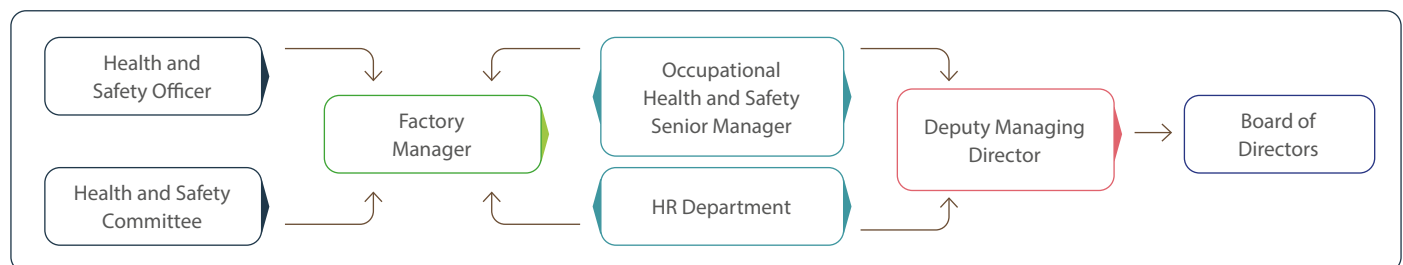 Health and
Safety Officer
Health and Safety
Committee
Factory
Manager
Occupational
Health and Safety
Senior Manager
HR Department
Deputy Managing
Director
Board of
Directors